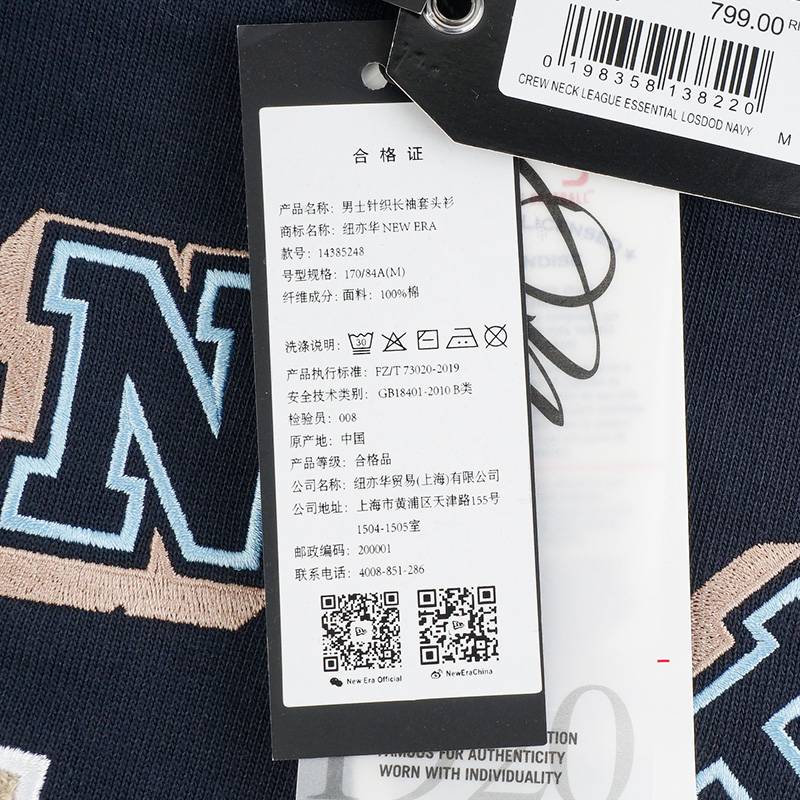 799.00
0 198358 138220
CREW NECK LEAGUE ESSENTIAL LOSDOD NAVY
M
合格证
产品名称：男士针织长袖套头衫
商标名称：纽亦华 NEW ERA
款号：14385248
号型规格：170/84A(M)
纤维成分：面料：100%棉
洗涤说明：
30
产品执行标准：FZ/T 73020-2019
安全技术类别：GB18401-2010 B类
检验员：008
原产地：中国
产品等级：合格品
公司名称：纽亦华贸易(上海)有限公司
公司地址：上海市黄浦区天津路155号
1504-1505室
邮政编码：200001
联系电话：4008-851-286
New Era Official
NewEraChina
N
1920
FAMOUS FOR AUTHENTICITY
WORN WITH INDIVIDUALITY